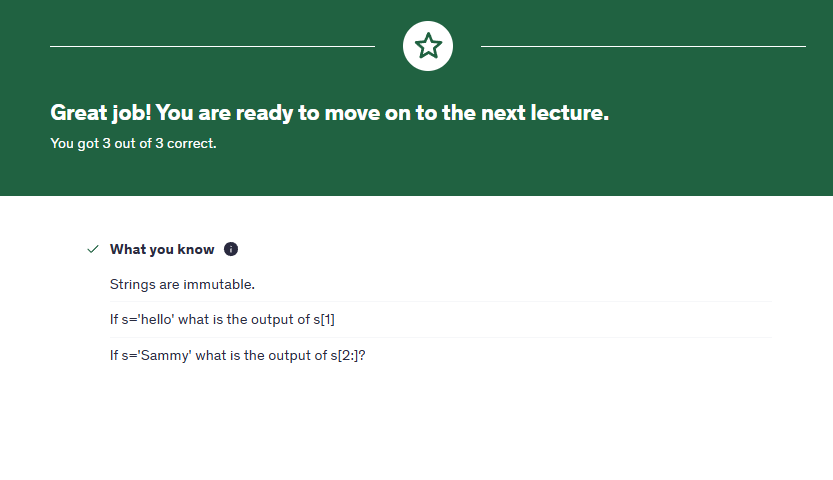 Great job! You are ready to move on to the next lecture.
You got 3 out of 3 correct.
What you know
Strings are immutable.
If s='hello' what is the output of s[1]
If s='Sammy' what is the output of s[2:]?